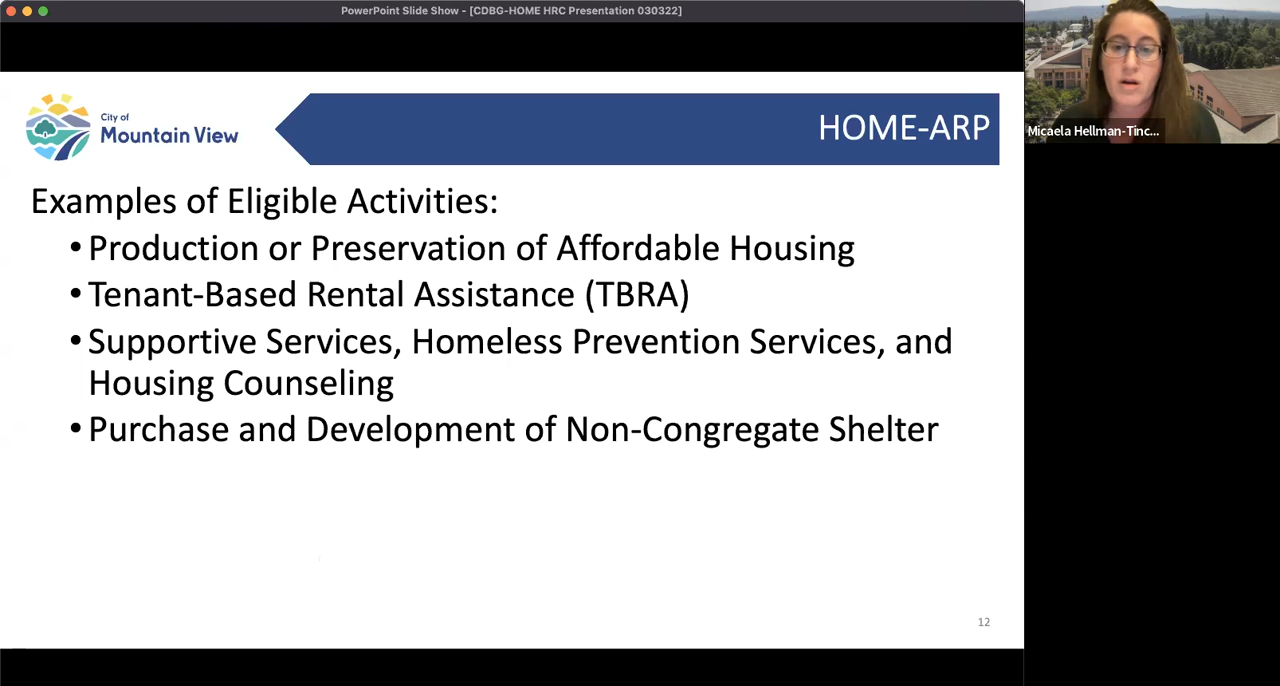 PowerPoint Slide Show - [CDBG-HOME HRC Presentation 030322]
City of
Mountain View
HOME-ARP
Micaela Hellman-Tinc...
Examples of Eligible Activities:
• Production or Preservation of Affordable Housing
• Tenant-Based Rental Assistance (TBRA)
• Supportive Services, Homeless Prevention Services, and
Housing Counseling
• Purchase and Development of Non-Congregate Shelter
12